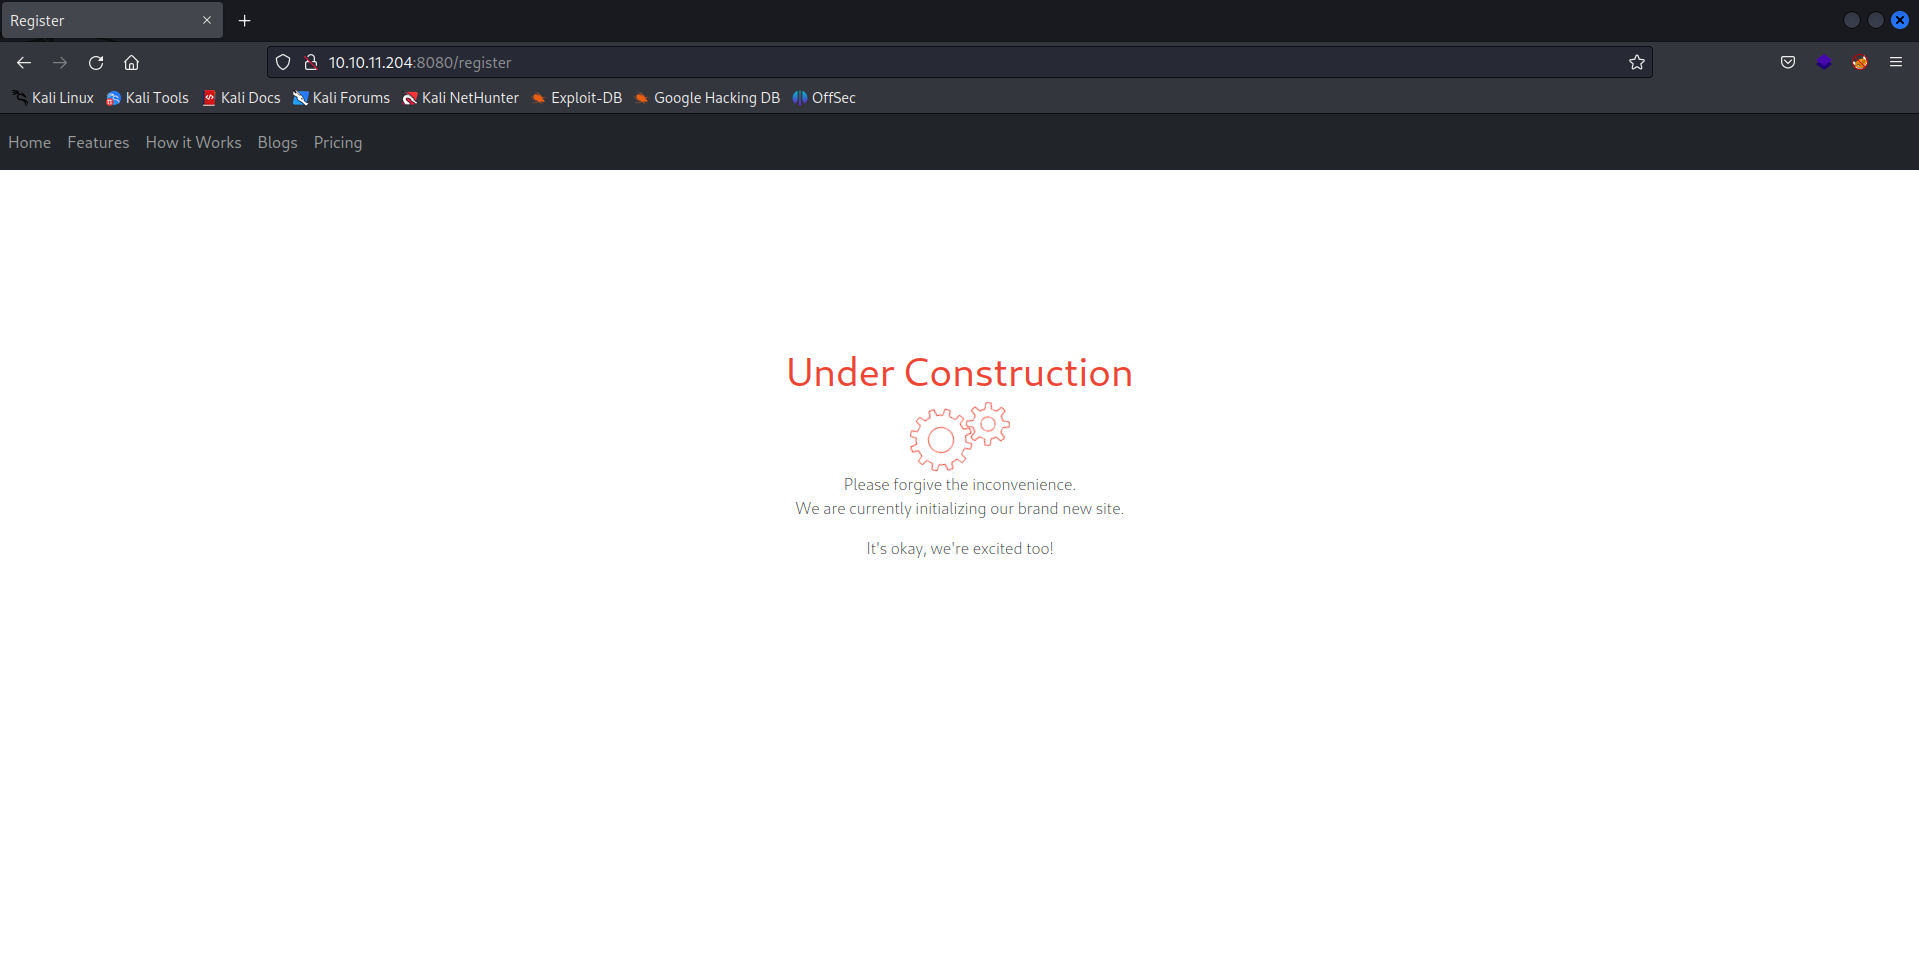 Register
10.10.11.204:8080/register
Kali Linux Kali Tools Kali Docs Kali Forums Kali NetHunter Exploit-DB Google Hacking DB OffSec
Home Features How it Works Blogs Pricing
Under Construction
Please forgive the inconvenience.
We are currently initializing our brand new site.
It's okay, we're excited too!